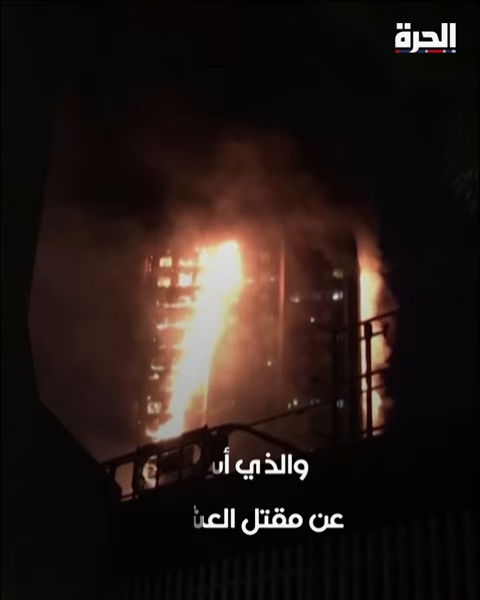 الحرة
والذي
عن مقتل